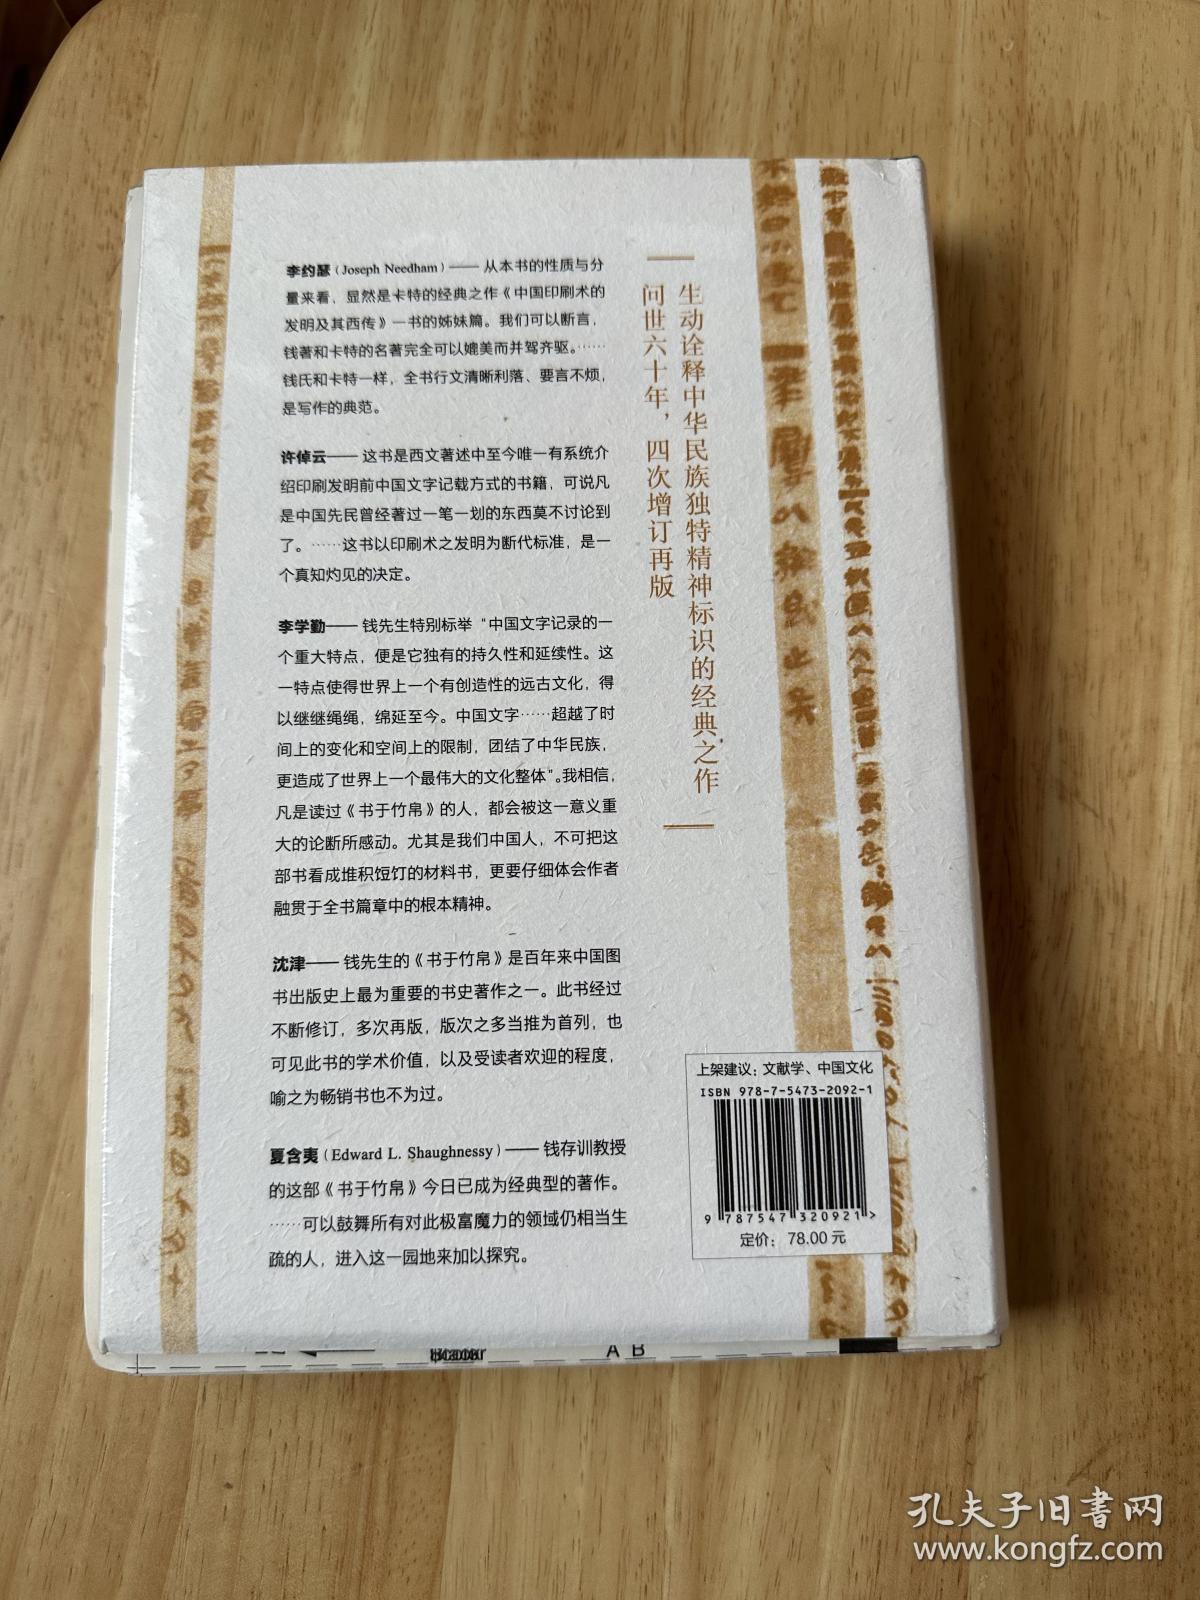 李约瑟（Joseph Needham）—— 从本书的性质与分
量来看，显然是卡特的经典之作《中国印刷术的
发明及其西传》一书的姊妹篇。我们可以断言，
钱著和卡特的名著完全可以媲美而并驾齐驱。……
钱氏和卡特一样，全书行文清晰利落、要言不烦，
是写作的典范。
许倬云—— 这书是西文著述中至今唯一有系统介
绍印刷发明前中国文字记载方式的书籍，可说凡
是中国先民曾经著过一笔一划的东西莫不讨论到
了。……这书以印刷术之发明为断代标准，是一
个真知灼见的决定。
李学勤—— 钱先生特别标举“中国文字记录的一
个重大特点，便是它独有的持久性和延续性。这
一特点使得世界上一个有创造性的远古文化，得
以继继绳绳，绵延至今。中国文字……超越了时
间上的变化和空间上的限制，团结了中华民族，
更造成了世界上一个最伟大的文化整体”。我相信，
凡是读过《书于竹帛》的人，都会被这一意义重
大的论断所感动。尤其是我们中国人，不可把这
部书看成堆积饾饤的材料书，更要仔细体会作者
融贯于全书篇章中的根本精神。
沈津—— 钱先生的《书于竹帛》是百年来中国图
书出版史上最为重要的书史著作之一。此书经过
不断修订，多次再版，版次之多当推为首列，也
可见此书的学术价值，以及受读者欢迎的程度，
喻之为畅销书也不为过。
夏含夷（Edward L. Shaughnessy）—— 钱存训教授
的这部《书于竹帛》今日已成为经典型的著作。
……可以鼓舞所有对此极富魔力的领域仍相当生
疏的人，进入这一园地来加以探究。
生动诠释中华民族独特精神标识的经典之作
问世六十年，四次增订再版
上架建议：文献学、中国文化
ISBN 978-7-5473-2092-1
9 787547 320921 >
定价： 78.00 元
A B
孔夫子旧书网
www.kongfz.com